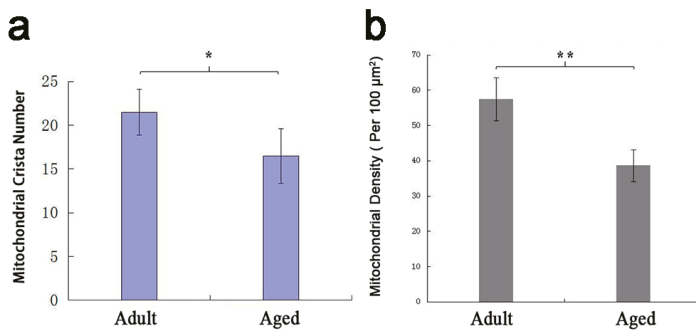 a
*
Mitochondrial Crista Number
25
20
15
10
5
0
Adult Aged
b
**
Mitochondrial Density ( Per 100 µm²)
70
60
50
40
30
20
10
0
Adult Aged